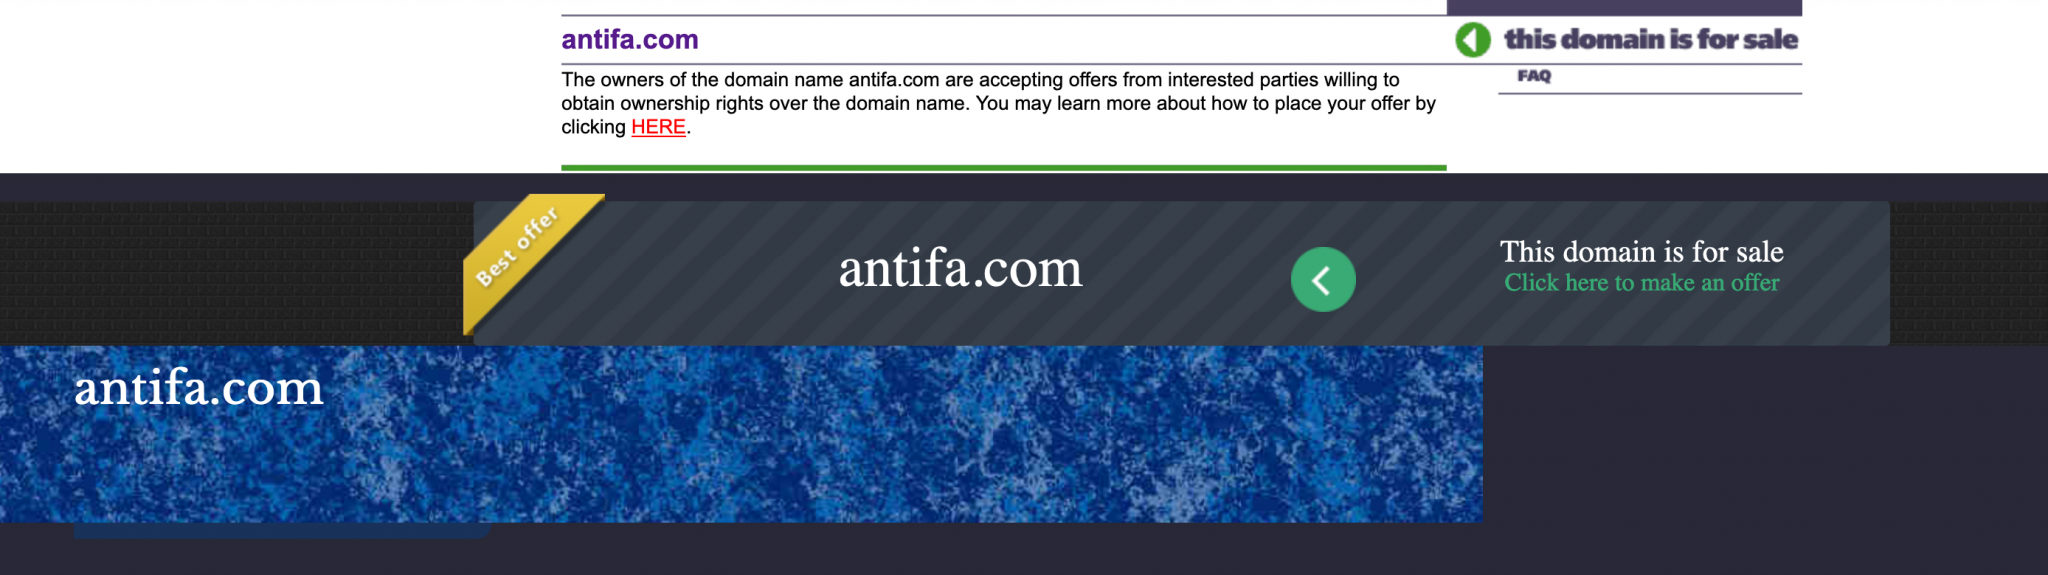 antifa.com
this domain is for sale
The owners of the domain name antifa.com are accepting offers from interested parties willing to
obtain ownership rights over the domain name. You may learn more about how to place your offer by
clicking HERE.
FAQ
Best offer
antifa.com
This domain is for sale
Click here to make an offer
antifa.com